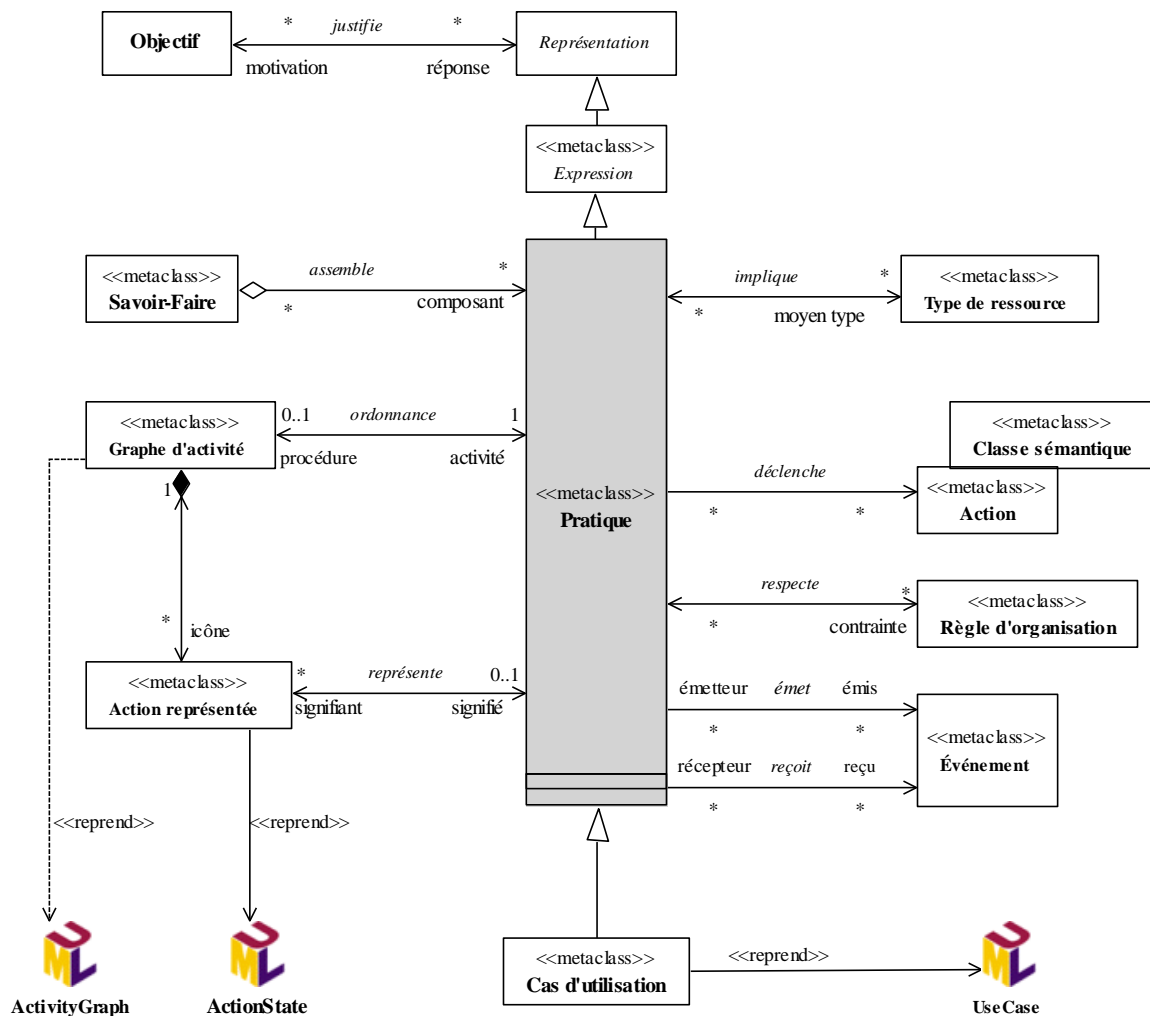 * justifie *
Objectif
Représentation
motivation réponse
<<metaclass>>
Expression
<<metaclass>>
Savoir-Faire
assemble *
* composant
implique *
* moyen type
<<metaclass>>
Type de ressource
<<metaclass>>
Graphe d'activité
0..1 ordonnance 1
procédure activité
<<metaclass>>
Classe sémantique
<<metaclass>>
Pratique
déclenche
* *
<<metaclass>>
Action
1
* icône
respecte *
* contrainte
<<metaclass>>
Règle d'organisation
<<metaclass>>
Action représentée
* représente 0..1
signifiant signifié
émetteur émet émis
* *
<<metaclass>>
Événement
récepteur reçoit reçu
* *
<<reprend>> <<reprend>>
UML
ActivityGraph
UML
ActionState
<<metaclass>>
Cas d'utilisation
<<reprend>>
UML
UseCase